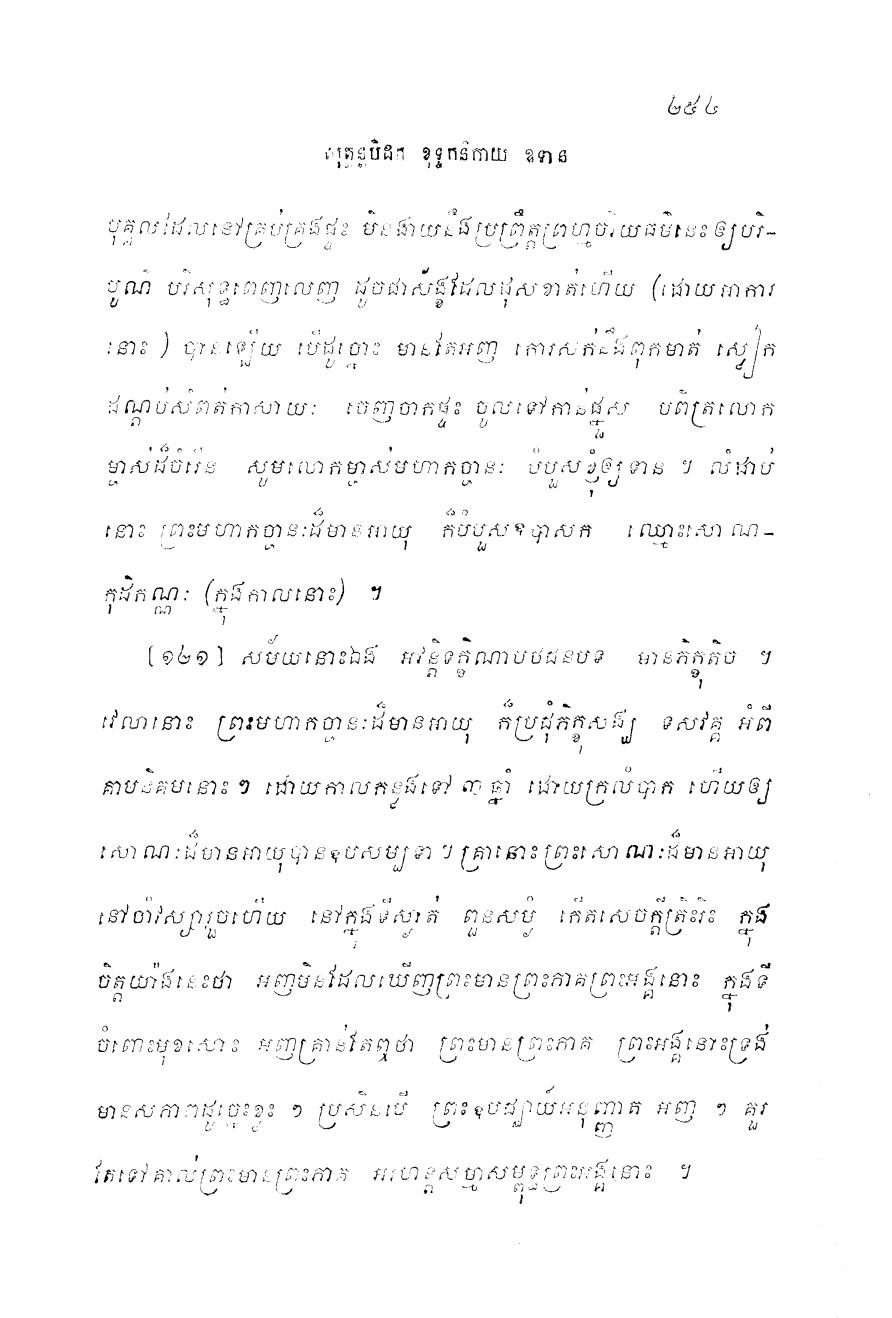 ២៥៤
សុត្តន្តបិដក ខុទ្ទកនិកាយ ឧទាន
បុគ្គលដែលនៅគ្រប់គ្រងផ្ទះ មិនងាយនឹងប្រព្រឹត្តព្រហ្មចរិយធម៌នេះឲ្យបរិ-
បូណ៌ បរិសុទ្ធពេញលេញ ដូចជាស័ង្ខដែលដុសខាត់ហើយ (ដោយអាការ
នោះ ) បានឡើយ បើដូច្នោះ មានតែអញ កោរសក់នឹងពុកមាត់ ស្លៀក
ដណ្តប់សំពត់កាសាយៈ ចេញចាកផ្ទះ ចូលទៅកាន់ផ្នួស បពិត្រលោក
ម្ចាស់ដ៏ចំរើន សូមលោកម្ចាស់មហាកច្ចានៈ បំបួសខ្ញុំឲ្យទាន ។ លំដាប់
នោះ ព្រះមហាកច្ចានៈដ៏មានអាយុ ក៏បំបួសឧបាសក ឈ្មោះសោណ-
កុដិកណ្ណៈ (ក្នុងកាលនោះ) ។
[១២១] សម័យនោះឯង អវន្តិទក្ខិណាបថជនបទ មានភិក្ខុតិច ។
វេលានោះ ព្រះមហាកច្ចានៈដ៏មានអាយុ ក៏ប្រជុំភិក្ខុសង្ឃ ទសវគ្គ អំពី
គាមនិគមនោះៗ ដោយកាលកន្លងទៅ ៣ ឆ្នាំ ដោយក្រលំបាក ហើយឲ្យ
សោណៈដ៏មានអាយុបានឧបសម្បទា ។ គ្រានោះព្រះសោណៈដ៏មានអាយុ
នៅចាំវស្សារួចហើយ នៅក្នុងទីស្ងាត់ ពួនសម្ងំ កើតសេចក្តីត្រិះរិះ ក្នុង
ចិត្តយ៉ាងនេះថា អញមិនដែលឃើញព្រះមានព្រះភាគព្រះអង្គនោះ ក្នុងទី
ចំពោះមុខសោះ អញគ្រាន់តែឮថា ព្រះមានព្រះភាគ ព្រះអង្គនោះទ្រង់
មានសភាពដូច្នេះខ្លះ ៗ ប្រសិនបើ ព្រះឧបជ្ឈាយ៍អនុញ្ញាត អញ ៗ គួរ
តែទៅគាល់ព្រះមានព្រះភាគ អរហន្តសម្មាសម្ពុទ្ធព្រះអង្គនោះ ។